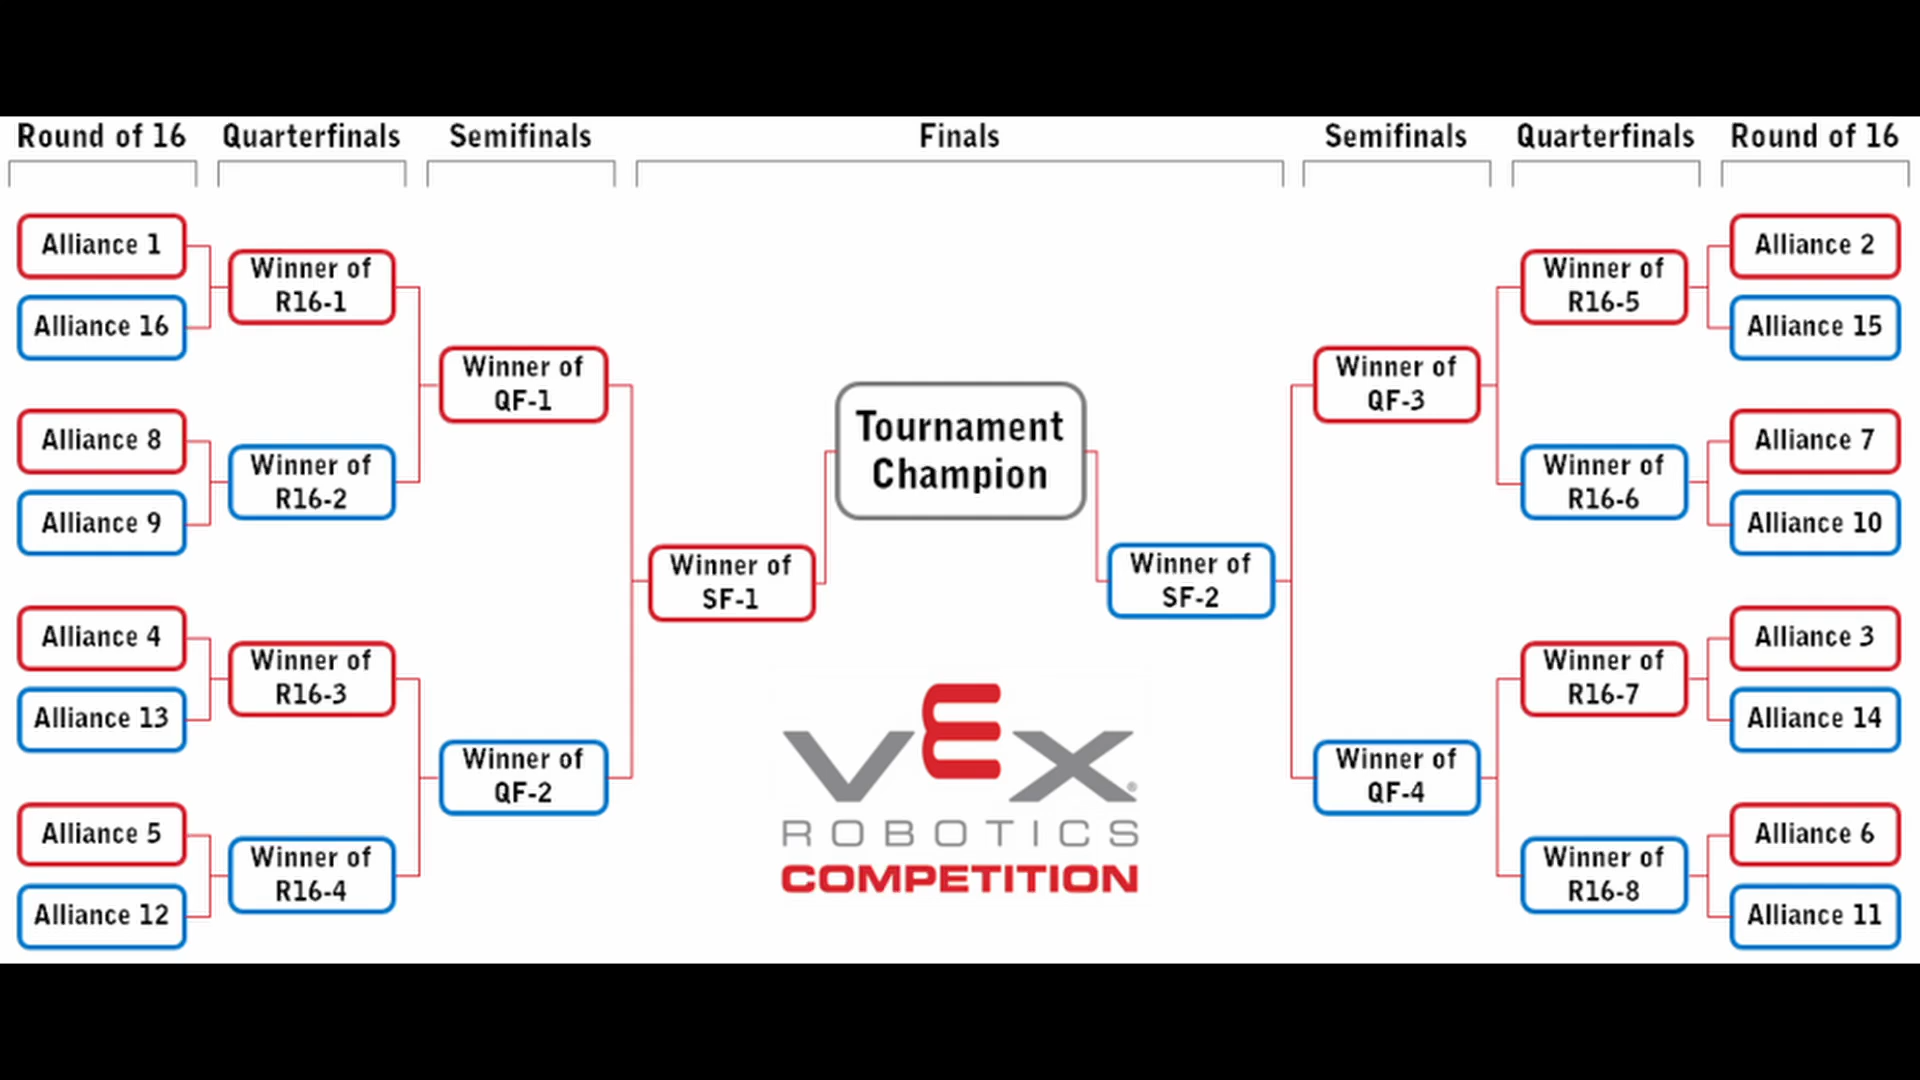 Round of 16
Quarterfinals
Semifinals
Finals
Semifinals
Quarterfinals
Round of 16
Alliance 1
Alliance 16
Alliance 8
Alliance 9
Alliance 4
Alliance 13
Alliance 5
Alliance 12
Winner of
R16-1
Winner of
R16-2
Winner of
R16-3
Winner of
R16-4
Winner of
QF-1
Winner of
QF-2
Winner of
SF-1
Tournament
Champion
Winner of
SF-2
VEX®
ROBOTICS
COMPETITION
Winner of
QF-3
Winner of
QF-4
Winner of
R16-5
Winner of
R16-6
Winner of
R16-7
Winner of
R16-8
Alliance 2
Alliance 15
Alliance 7
Alliance 10
Alliance 3
Alliance 14
Alliance 6
Alliance 11